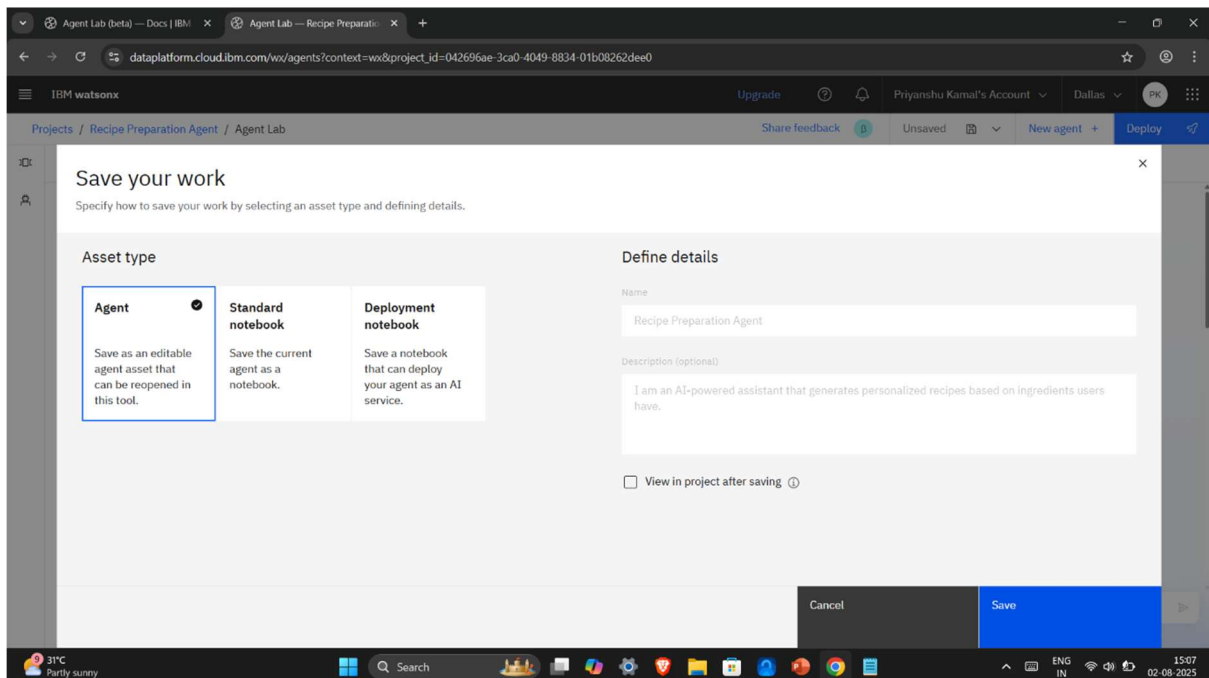 Agent Lab (beta) — Docs | IBM
Agent Lab — Recipe Preparatio
dataplatform.cloud.ibm.com/wx/agents?context=wx&project_id=042696ae-3ca0-4049-8834-01b08262dee0
IBM watsonx
Upgrade
Priyanshu Kamal's Account
Dallas
PK
Projects / Recipe Preparation Agent / Agent Lab
Share feedback
β
Unsaved
New agent +
Deploy
Save your work
Specify how to save your work by selecting an asset type and defining details.
Asset type
Agent
Save as an editable
agent asset that
can be reopened in
this tool.
Standard
notebook
Save the current
agent as a
notebook.
Deployment
notebook
Save a notebook
that can deploy
your agent as an AI
service.
Define details
Name
Recipe Preparation Agent
Description (optional)
I am an AI-powered assistant that generates personalized recipes based on ingredients users
have.
View in project after saving
Cancel
Save
9
31°C
Partly sunny
Search
ENG
IN
15:07
02-08-2025